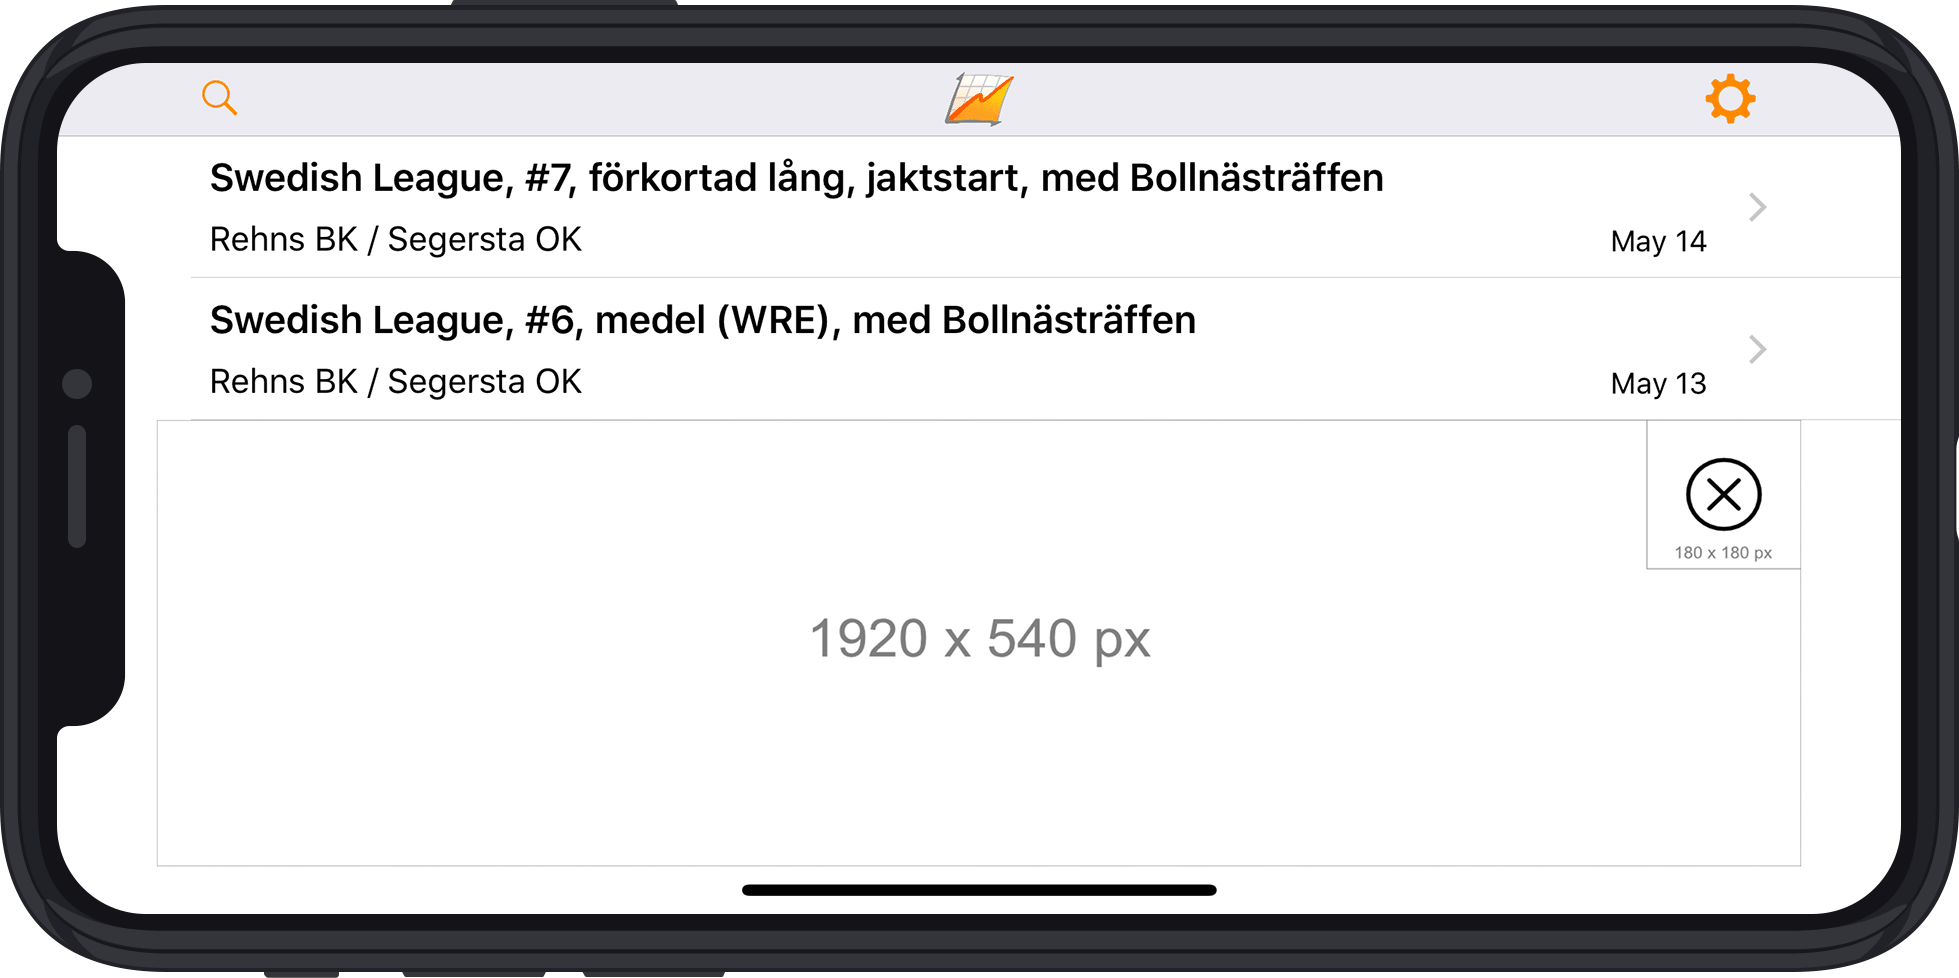 Swedish League, #7, förkortad lång, jaktstart, med Bollnästräffen
Rehns BK / Segersta OK
May 14
Swedish League, #6, medel (WRE), med Bollnästräffen
Rehns BK / Segersta OK
May 13
180 x 180 px
1920 x 540 px